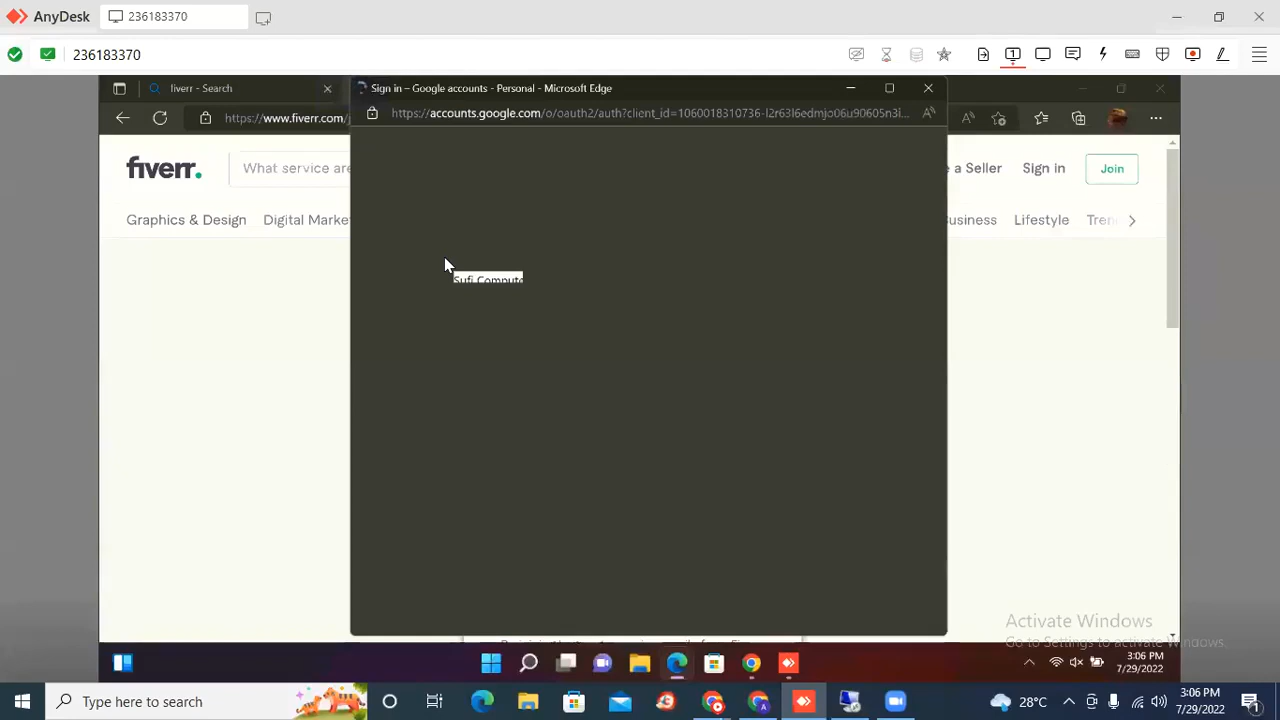 AnyDesk
236183370
236183370
fiverr - Search
Sign in – Google accounts - Personal - Microsoft Edge
https://www.fiverr.com/j
https://accounts.google.com/o/oauth2/auth?client_id=1060018310736-l2r63l6edmjo06u90605n3i...
fiverr.
What service are
e a Seller
Sign in
Join
Graphics & Design
Digital Marke
Business
Lifestyle
Tren
Sufi Compute
Activate Windows
Go to Settings to activate Windows.
3:06 PM
7/29/2022
Type here to search
28°C
3:06 PM
7/29/2022